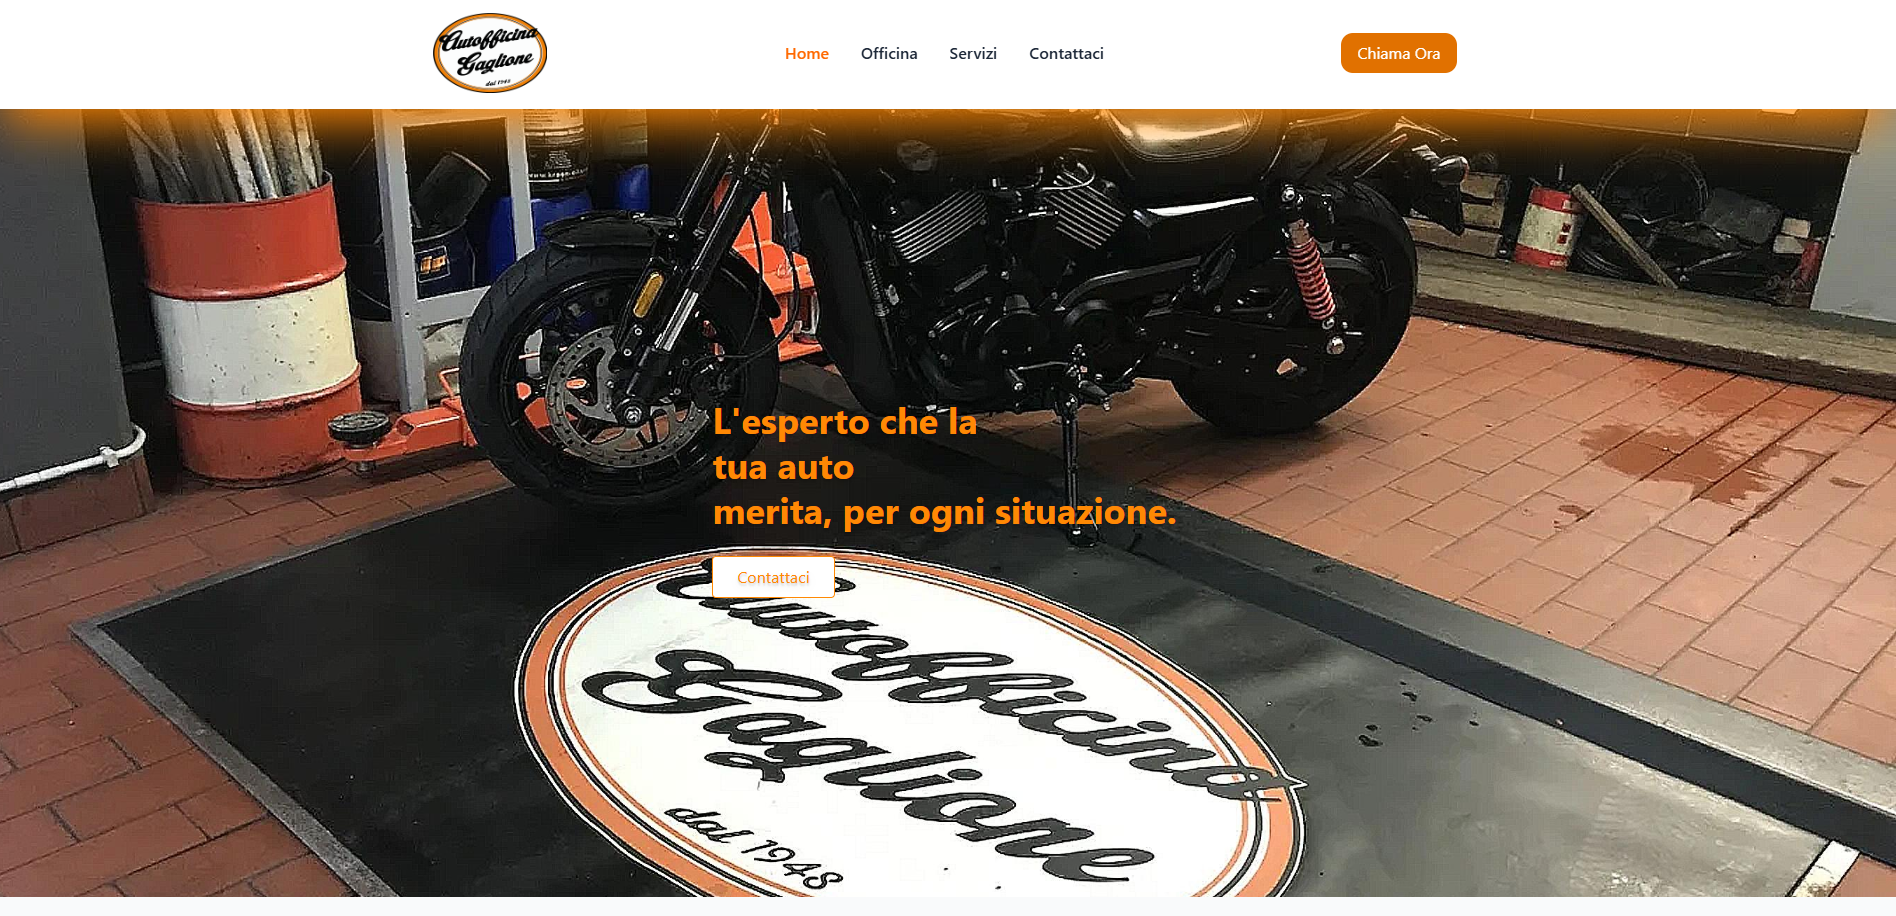 Autofficina
Gaglione
dal 1948
Home
Officina
Servizi
Contattaci
Chiama Ora
L'esperto che la
tua auto
merita, per ogni situazione.
Contattaci
Autofficina
Gaglione
dal 1948